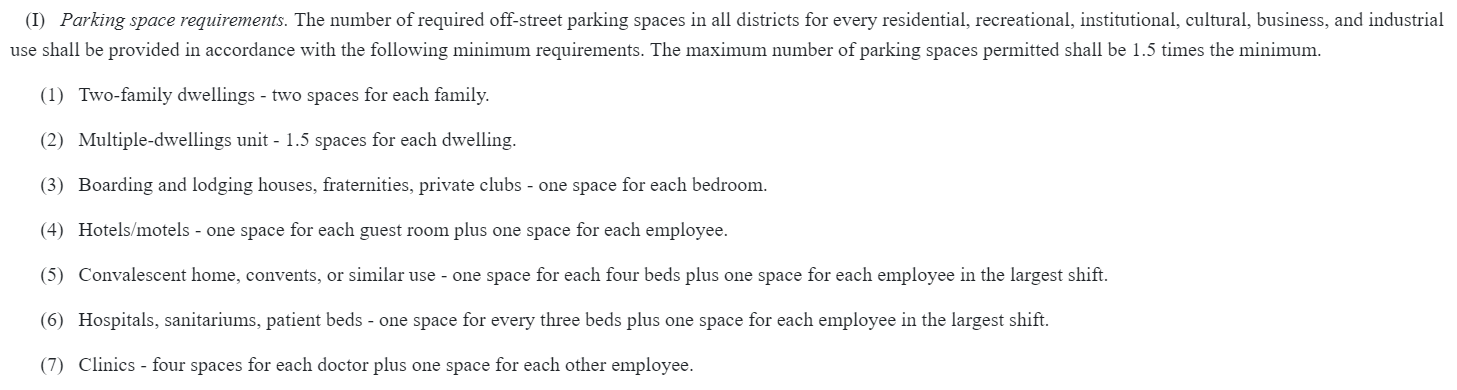 (I) Parking space requirements. The number of required off-street parking spaces in all districts for every residential, recreational, institutional, cultural, business, and industrial
use shall be provided in accordance with the following minimum requirements. The maximum number of parking spaces permitted shall be 1.5 times the minimum.
(1) Two-family dwellings - two spaces for each family.
(2) Multiple-dwellings unit - 1.5 spaces for each dwelling.
(3) Boarding and lodging houses, fraternities, private clubs - one space for each bedroom.
(4) Hotels/motels - one space for each guest room plus one space for each employee.
(5) Convalescent home, convents, or similar use - one space for each four beds plus one space for each employee in the largest shift.
(6) Hospitals, sanitariums, patient beds - one space for every three beds plus one space for each employee in the largest shift.
(7) Clinics - four spaces for each doctor plus one space for each other employee.